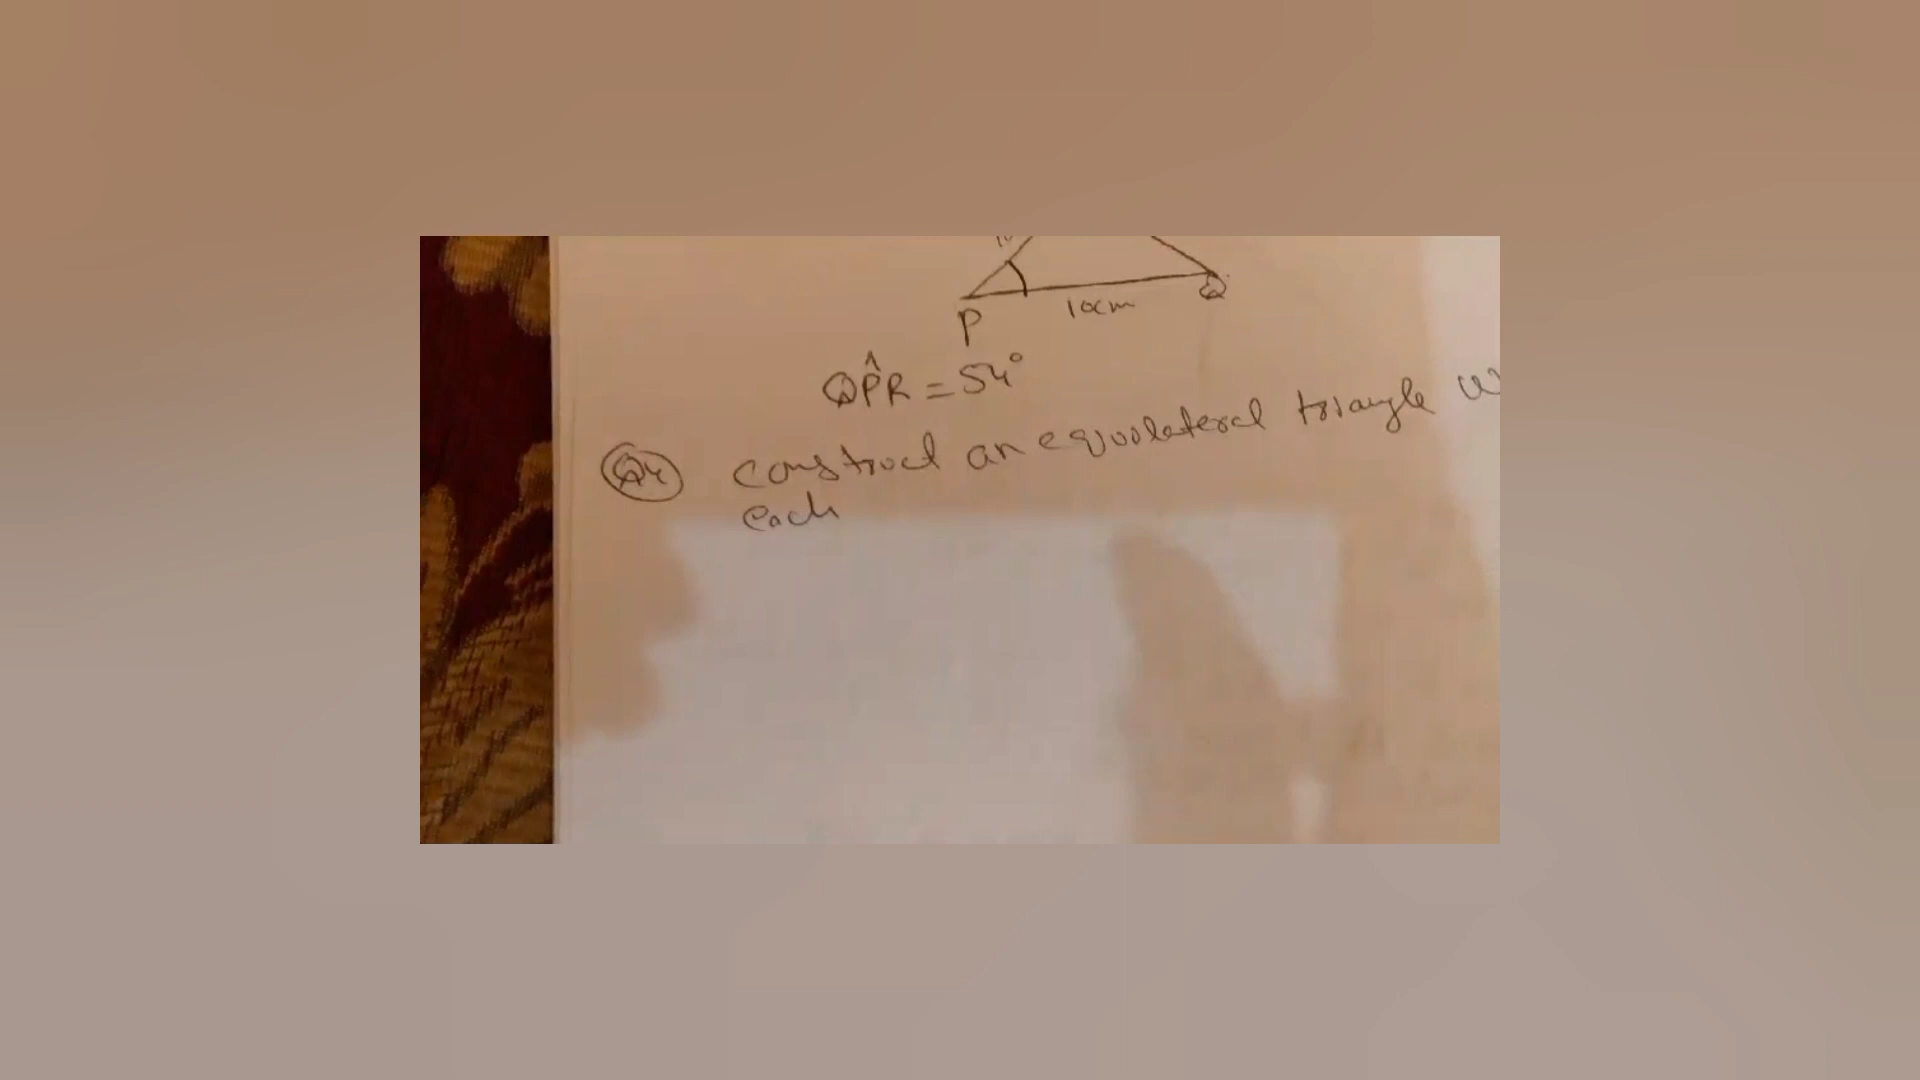 P
10cm
Q
QP̂R = 54°
Q4 construct an equilateral triangle
each